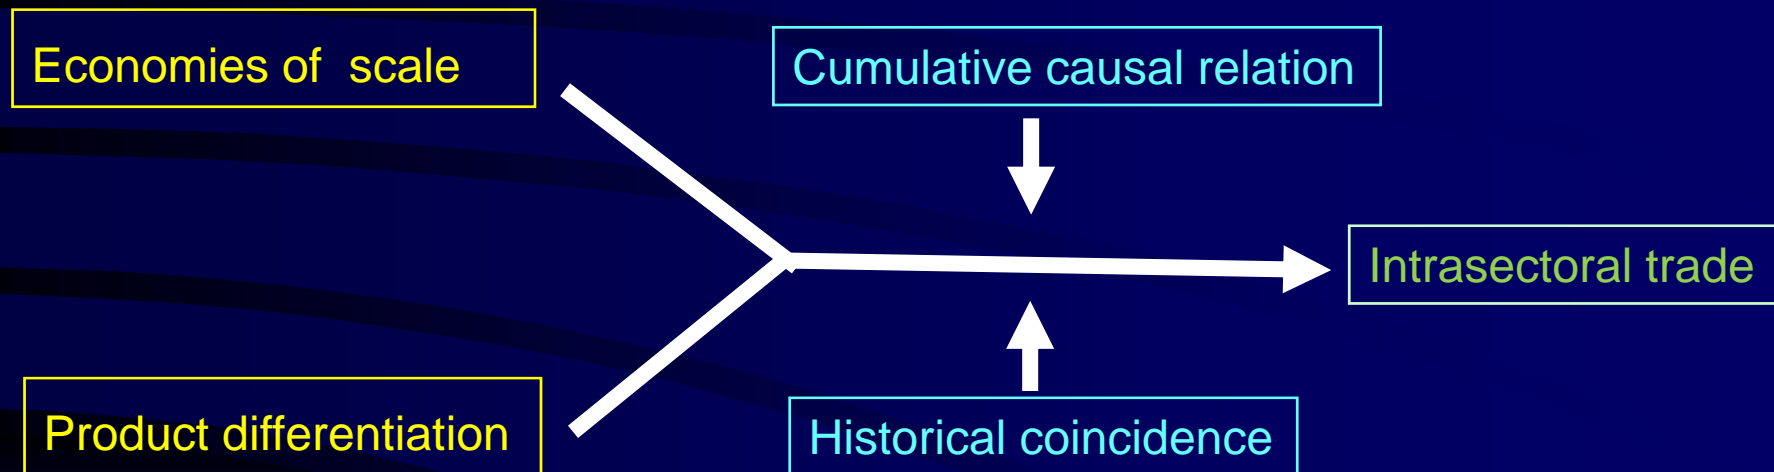 Economies of  scale
Cumulative causal relation
Intrasectoral trade
Product differentiation
Historical coincidence